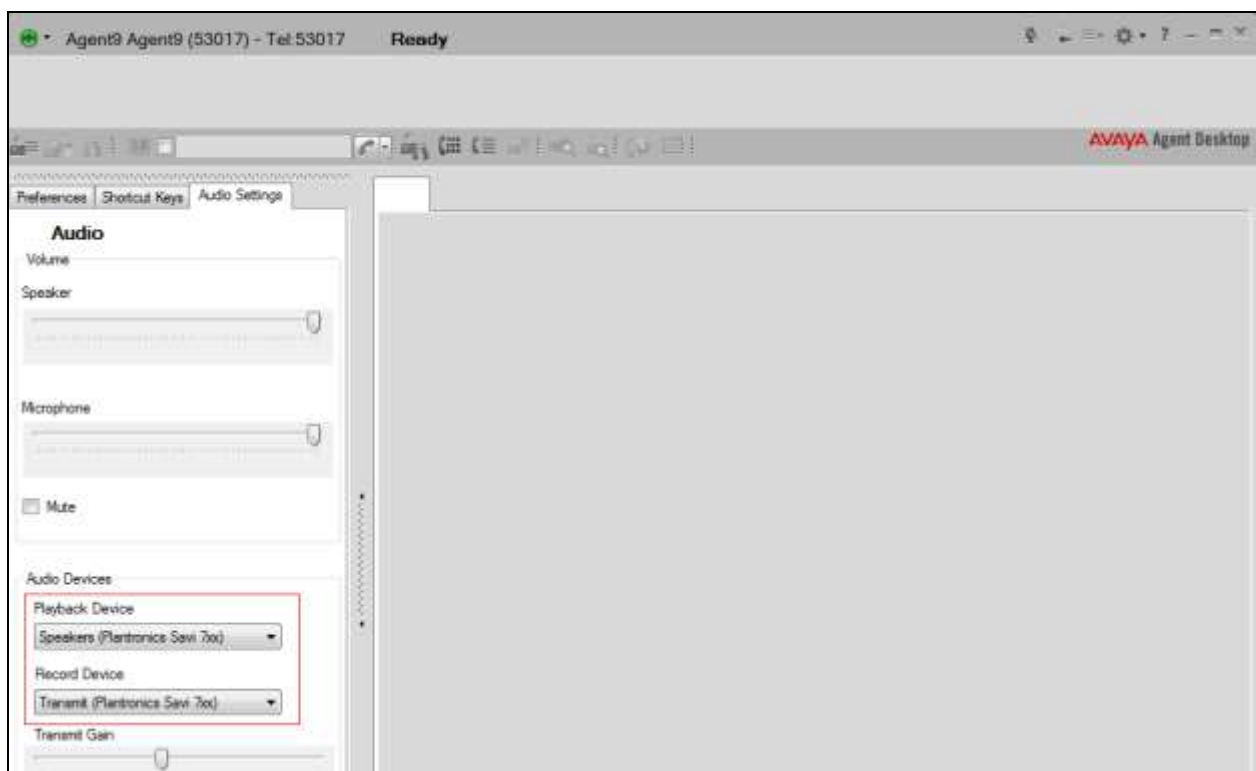 Agent9 Agent9 (53017) - Tel:53017 Ready ?
AVAYA Agent Desktop
Preferences Shortcut Keys Audio Settings
Audio
Volume
Speaker
Microphone
Mute
Audio Devices
Playback Device
Speakers (Plantronics Savi 7xx)
Record Device
Transmit (Plantronics Savi 7xx)
Transmit Gain